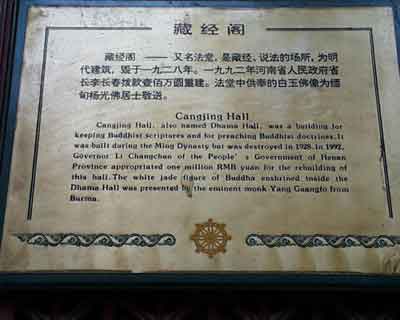 藏经阁
藏经阁 —— 又名法堂，是藏经、说法的场所，为明
代建筑，毁于一九二八年。一九九二年河南省人民政府省
长李长春拨款壹佰万圆重建。法堂中供奉的白玉佛像为缅
甸杨光佛居士敬送。
Cangjing Hall
Cangjing Hall, also named Dhama Hall, was a building for
keeping Buddhist scriptures and for preaching Buddhist doctrines. It
was built during the Ming Dynasty but was destroyed in 1928. In 1992,
Governor Li Changchun of the People's Government of Henan
Province appropriated one million RMB yuan for the rebuilding of
this hall. The white jade figure of Buddha enshrined inside the
Dhama Hall was presented by the eminent monk Yang Guangfo from
Burma.